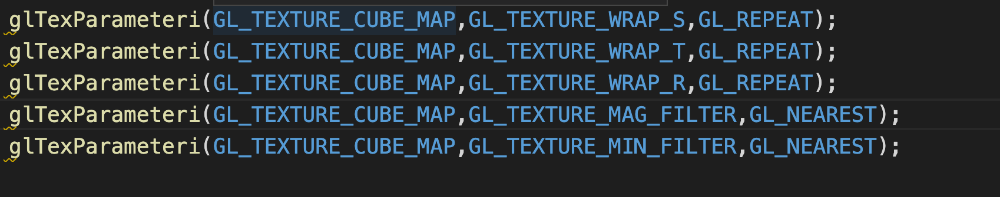 glTexParameteri(GL_TEXTURE_CUBE_MAP,GL_TEXTURE_WRAP_S,GL_REPEAT);
glTexParameteri(GL_TEXTURE_CUBE_MAP,GL_TEXTURE_WRAP_T,GL_REPEAT);
glTexParameteri(GL_TEXTURE_CUBE_MAP,GL_TEXTURE_WRAP_R,GL_REPEAT);
glTexParameteri(GL_TEXTURE_CUBE_MAP,GL_TEXTURE_MAG_FILTER,GL_NEAREST);
glTexParameteri(GL_TEXTURE_CUBE_MAP,GL_TEXTURE_MIN_FILTER,GL_NEAREST);